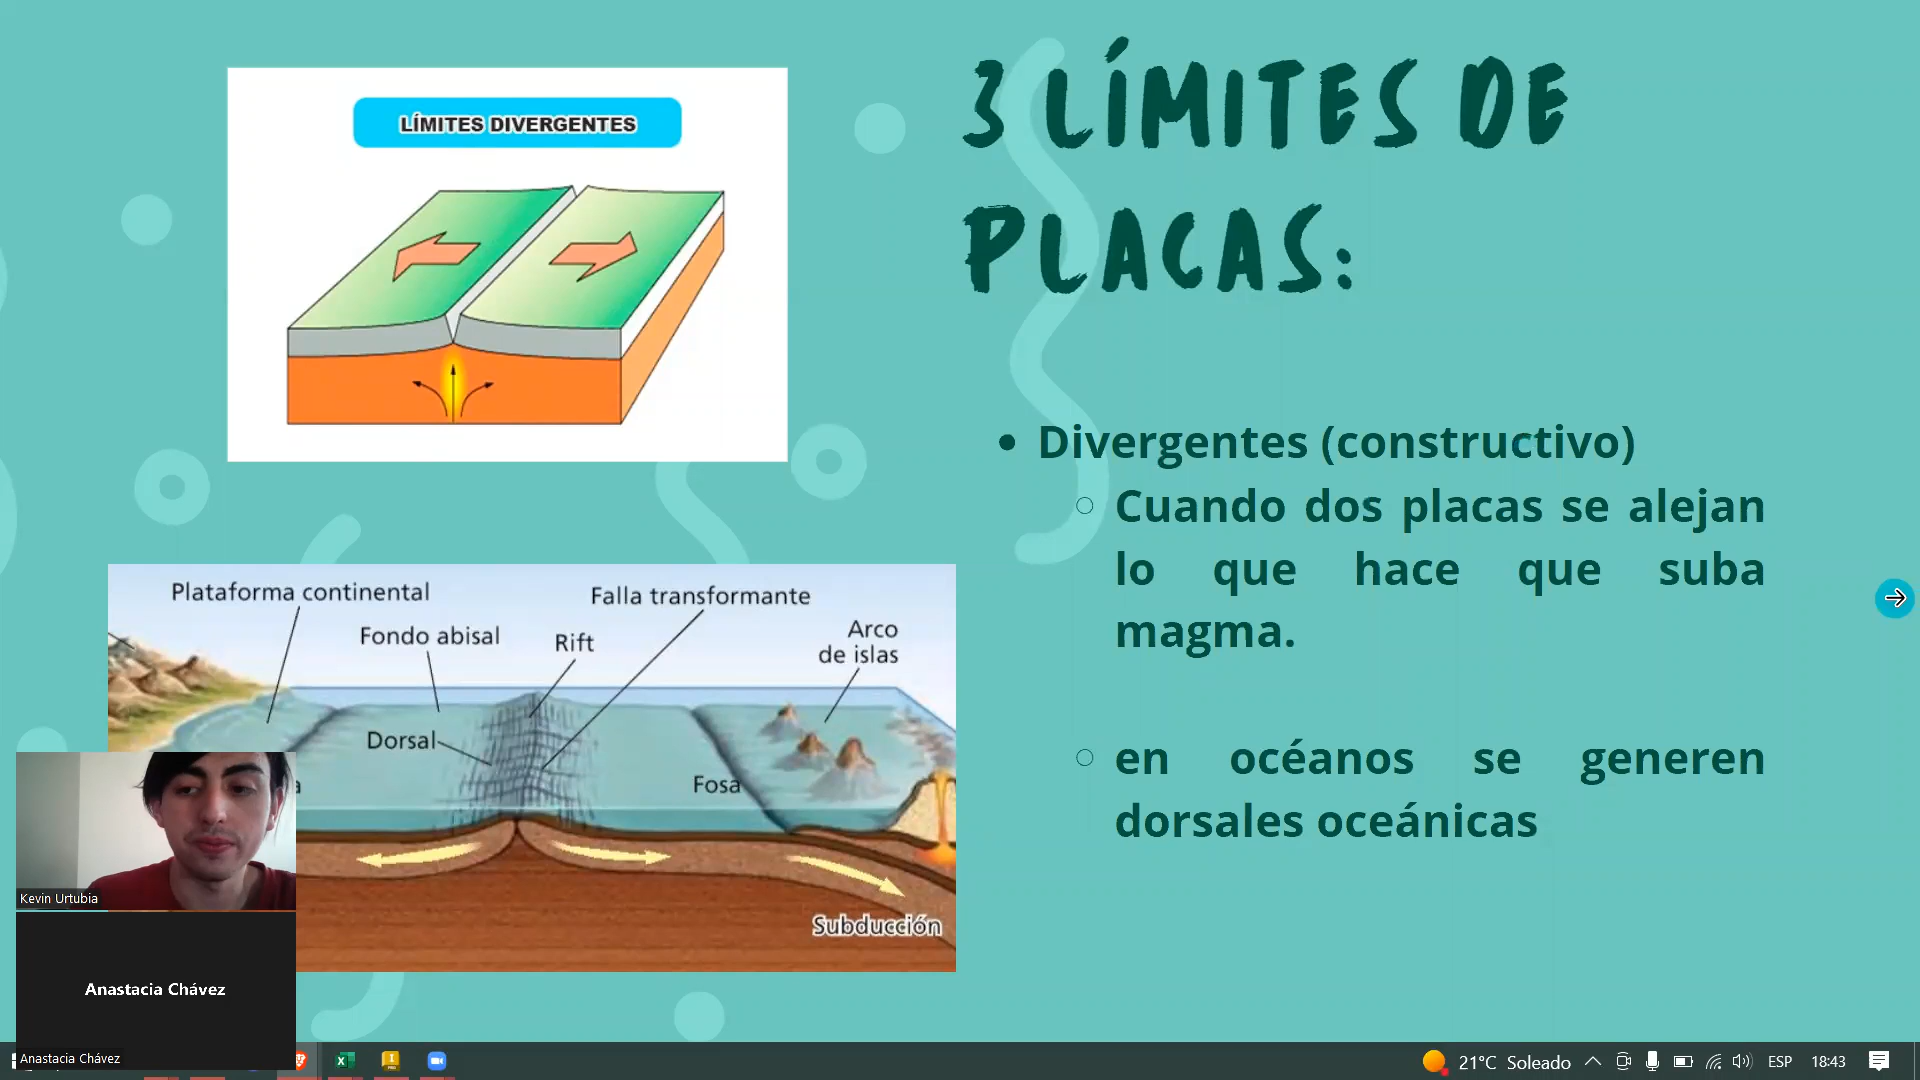 LÍMITES DIVERGENTES
3 LÍMITES DE
PLACAS:
• Divergentes (constructivo)
○ Cuando dos placas se alejan
lo que hace que suba
magma.
○ en océanos se generen
dorsales oceánicas
Plataforma continental
Falla transformante
Fondo abisal
Rift
Arco
de islas
Dorsal
Fosa
Subducción
Kevin Urtubia
Anastacia Chávez
Anastacia Chávez
21°C Soleado
ESP
18:43